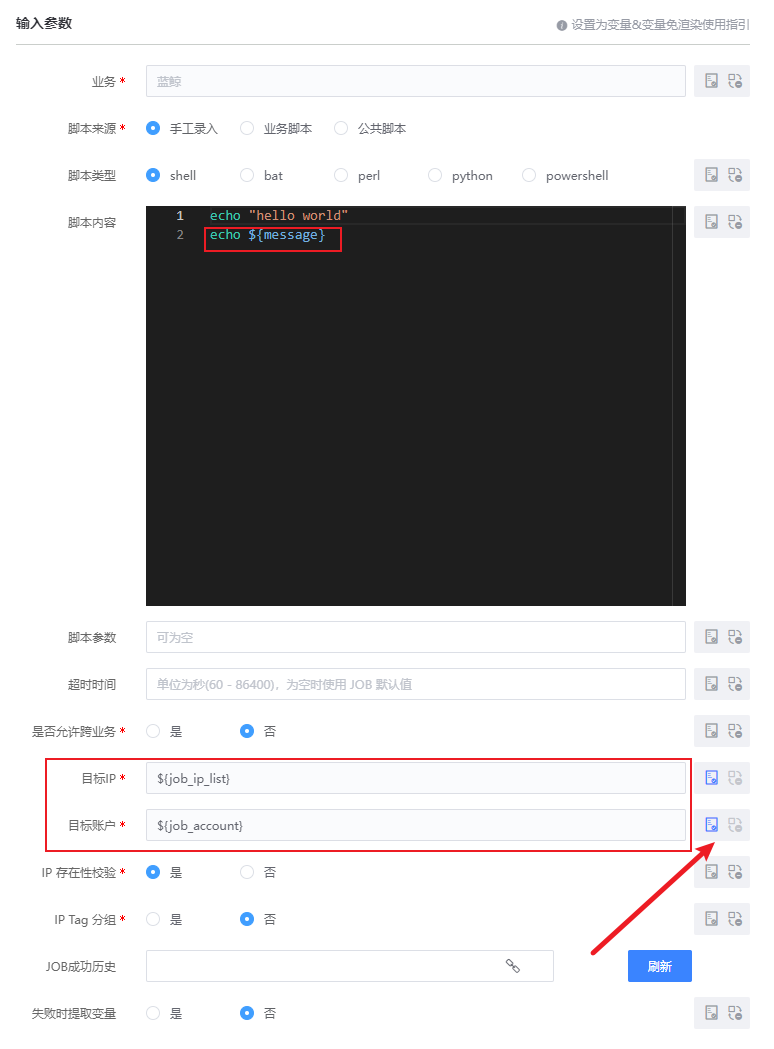 输入参数
设置为变量&变量免渲染使用指引
业务 * 蓝鲸
脚本来源 * 手工录入 业务脚本 公共脚本
脚本类型 shell bat perl python powershell
脚本内容 1 echo "hello world"
2 echo ${message}
脚本参数 可为空
超时时间 单位为秒(60 - 86400)，为空时使用 JOB 默认值
是否允许跨业务 * 是 否
目标IP * ${job_ip_list}
目标账户 * ${job_account}
IP 存在性校验 * 是 否
IP Tag 分组 * 是 否
JOB成功历史 刷新
失败时提取变量 是 否